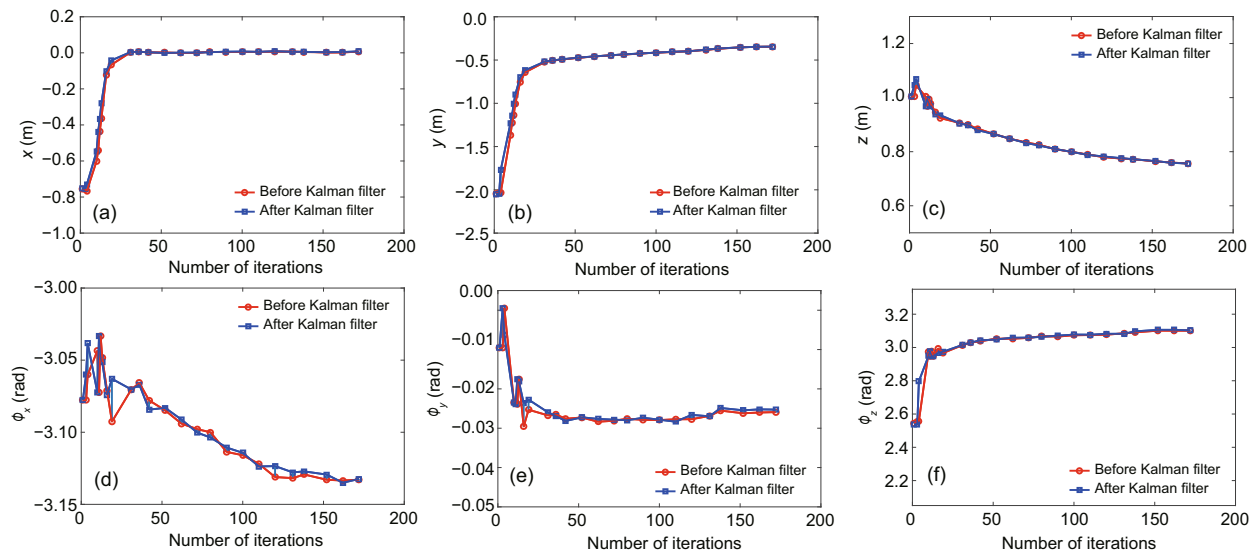 0.4
0.2
0.0
−0.2
−0.4
−0.6
−0.8
−1.0
x (m)
Before Kalman filter
After Kalman filter
(a)
0 50 100 150 200
Number of iterations
0.5
0.0
−0.5
−1.0
−1.5
−2.0
−2.5
y (m)
Before Kalman filter
After Kalman filter
(b)
0 50 100 150 200
Number of iterations
Before Kalman filter
After Kalman filter
1.2
1.0
0.8
0.6
z (m)
(c)
0 50 100 150 200
Number of iterations
−3.00
−3.05
−3.10
−3.15
ϕx (rad)
Before Kalman filter
After Kalman filter
(d)
0 50 100 150 200
Number of iterations
0.00
−0.01
−0.02
−0.03
−0.04
−0.05
ϕy (rad)
Before Kalman filter
After Kalman filter
(e)
0 50 100 150 200
Number of iterations
3.2
3.0
2.8
2.6
2.4
2.2
ϕz (rad)
Before Kalman filter
After Kalman filter
(f)
0 50 100 150 200
Number of iterations